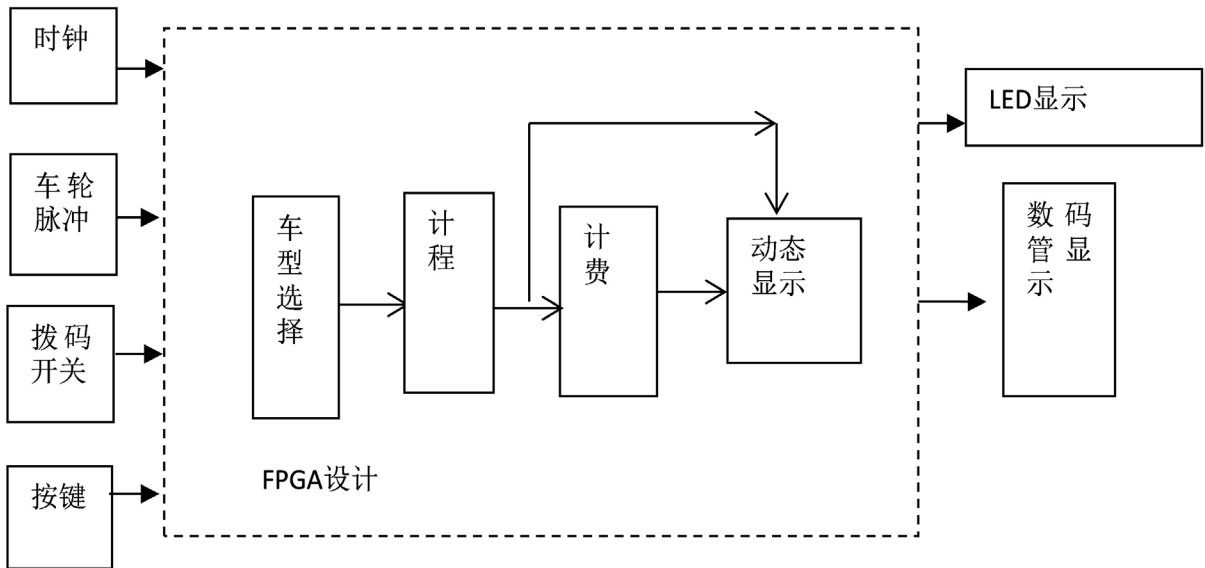 时钟
车轮
脉冲
拨码
开关
按键
车
型
选
择
计
程
计
费
动态
显示
FPGA设计
LED显示
数码
管显
示